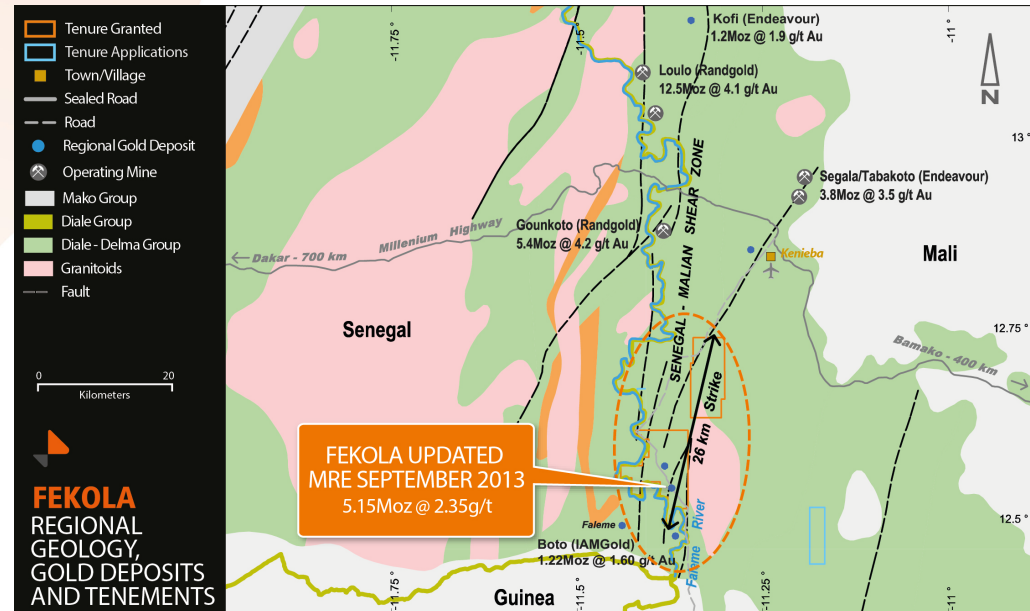 Tenure Granted
Tenure Applications
Town/Village
Sealed Road
Road
Regional Gold Deposit
Operating Mine
Mako Group
Diale Group
Diale - Delma Group
Granitoids
Fault
0
20
Kilometers
FEKOLA
REGIONAL
GEOLOGY,
GOLD DEPOSITS
AND TENEMENTS
-11.75 °
-11.5 °
-11 °
Kofi (Endeavour)
1.2Moz @ 1.9 g/t Au
Loulo (Randgold)
12.5Moz @ 4.1 g/t Au
N
13 °
SENEGAL - MALIAN SHEAR ZONE
Segala/Tabakoto (Endeavour)
3.8Moz @ 3.5 g/t Au
Gounkoto (Randgold)
5.4Moz @ 4.2 g/t Au
Millenium Highway
Dakar - 700 km
Kenieba
Mali
Senegal
12.75 °
Bamako - 400 km
26 km Strike
FEKOLA UPDATED
MRE SEPTEMBER 2013
5.15Moz @ 2.35g/t
12.5 °
Faleme
Boto (IAMGold)
1.22Moz @ 1.60 g/t Au
Faleme River
Guinea
-11.75 °
-11.5 °
-11.25 °
-11 °